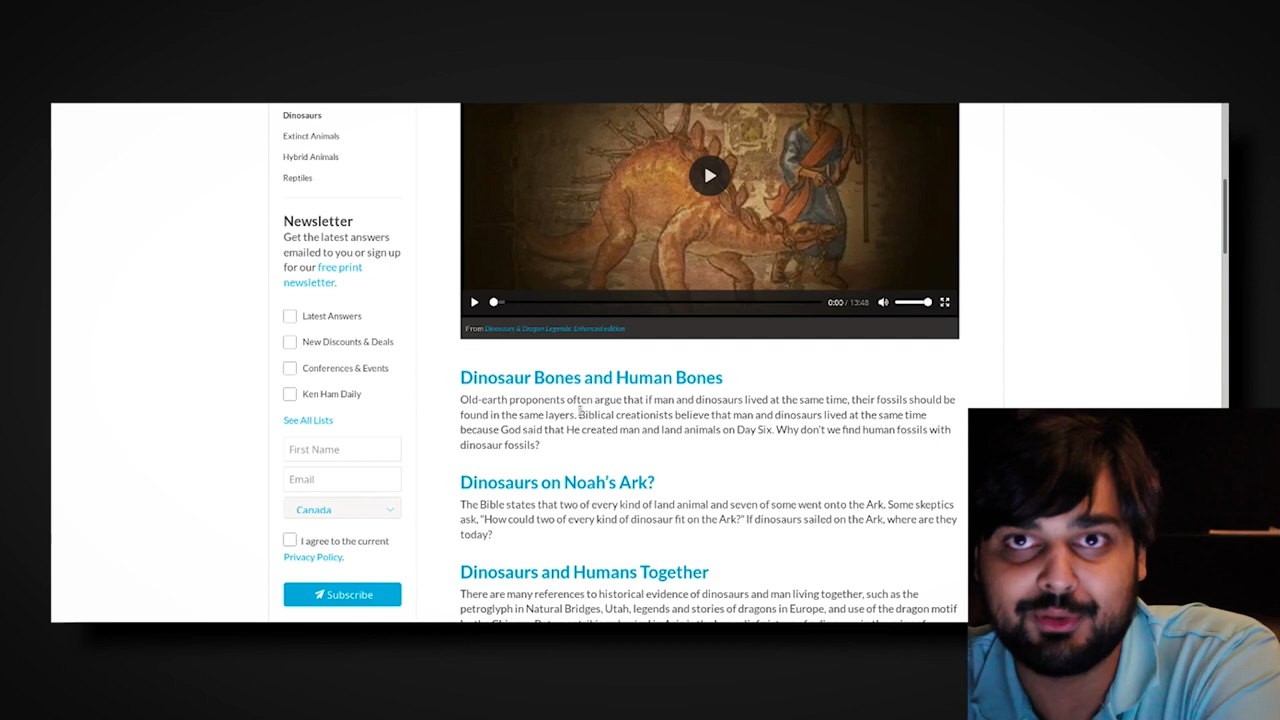 Dinosaurs
Extinct Animals
Hybrid Animals
Reptiles
Newsletter
Get the latest answers
emailed to you or sign up
for our free print
newsletter.
Latest Answers
New Discounts & Deals
Conferences & Events
Ken Ham Daily
See All Lists
First Name
Email
Canada
I agree to the current
Privacy Policy.
Subscribe
0:00 / 13:48
From Dinosaurs & Dragon Legends: Enhanced edition
Dinosaur Bones and Human Bones
Old-earth proponents often argue that if man and dinosaurs lived at the same time, their fossils should be
found in the same layers. Biblical creationists believe that man and dinosaurs lived at the same time
because God said that He created man and land animals on Day Six. Why don't we find human fossils with
dinosaur fossils?
Dinosaurs on Noah's Ark?
The Bible states that two of every kind of land animal and seven of some went onto the Ark. Some skeptics
ask, "How could two of every kind of dinosaur fit on the Ark?" If dinosaurs sailed on the Ark, where are they
today?
Dinosaurs and Humans Together
There are many references to historical evidence of dinosaurs and man living together, such as the
petroglyph in Natural Bridges, Utah, legends and stories of dragons in Europe, and use of the dragon motif